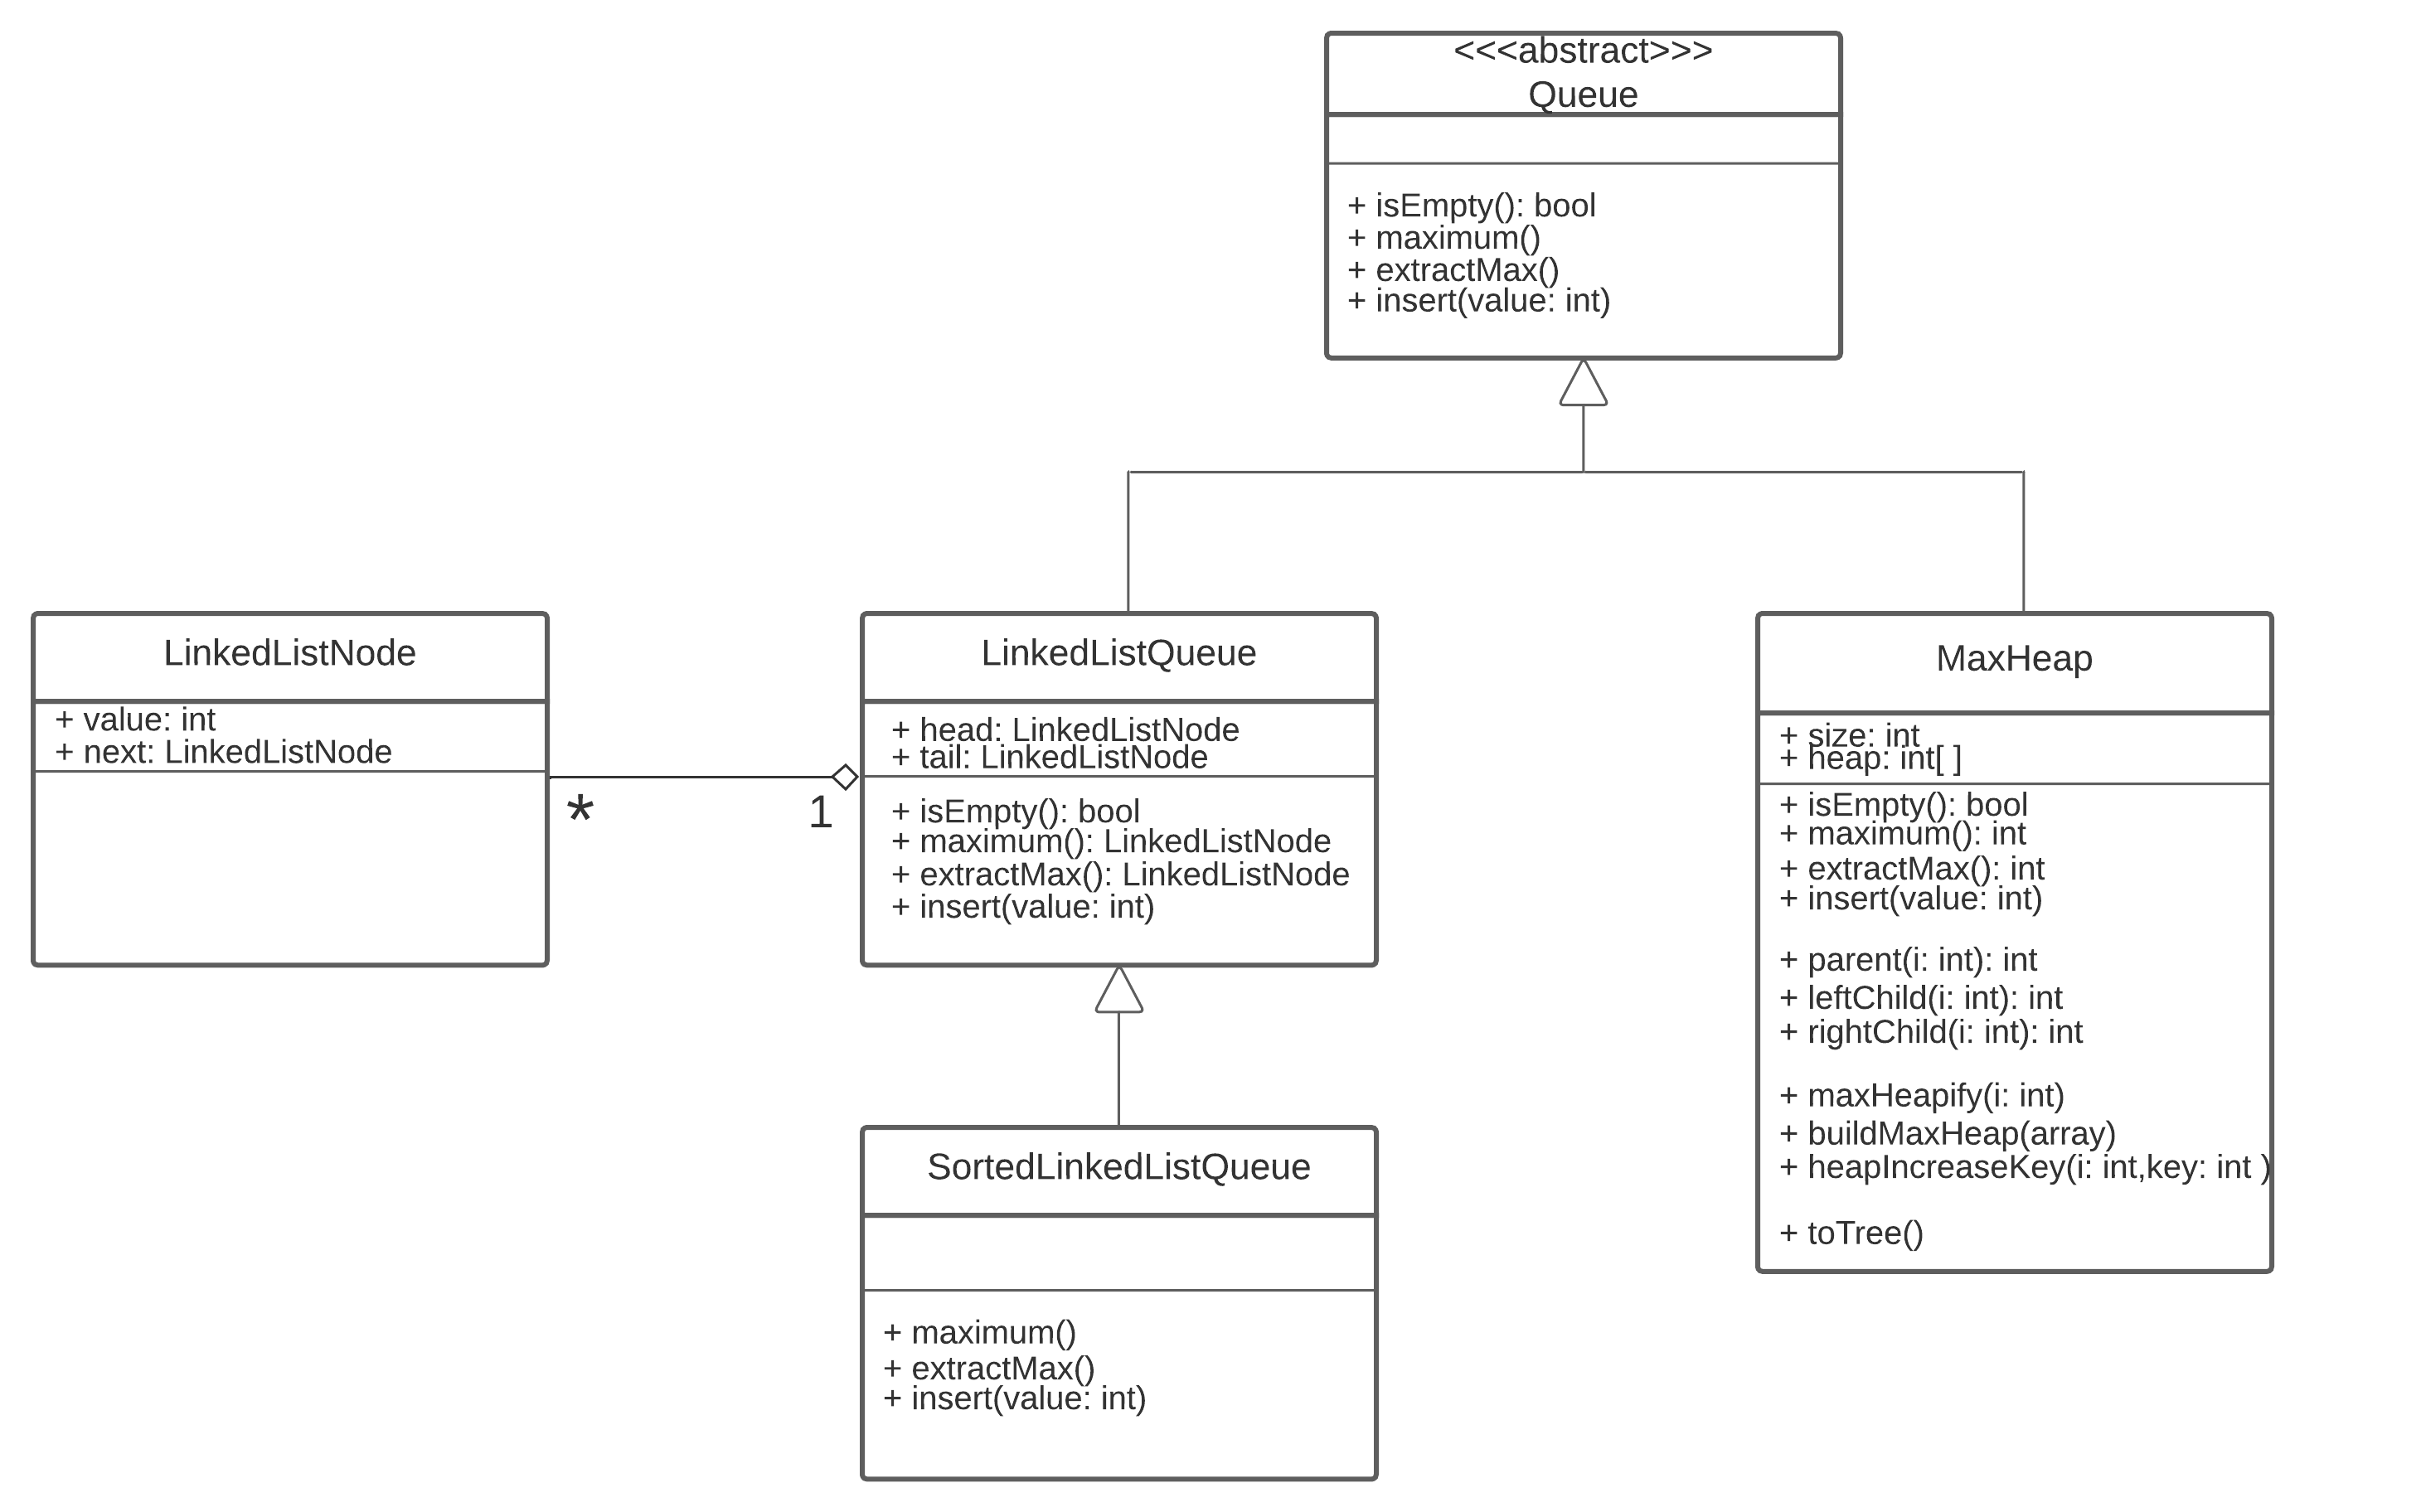 <<<abstract>>>
Queue
+ isEmpty(): bool
+ maximum()
+ extractMax()
+ insert(value: int)
LinkedListNode
+ value: int
+ next: LinkedListNode
*
1
LinkedListQueue
+ head: LinkedListNode
+ tail: LinkedListNode
+ isEmpty(): bool
+ maximum(): LinkedListNode
+ extractMax(): LinkedListNode
+ insert(value: int)
MaxHeap
+ size: int
+ heap: int[ ]
+ isEmpty(): bool
+ maximum(): int
+ extractMax(): int
+ insert(value: int)
+ parent(i: int): int
+ leftChild(i: int): int
+ rightChild(i: int): int
+ maxHeapify(i: int)
+ buildMaxHeap(array)
+ heapIncreaseKey(i: int,key: int )
+ toTree()
SortedLinkedListQueue
+ maximum()
+ extractMax()
+ insert(value: int)